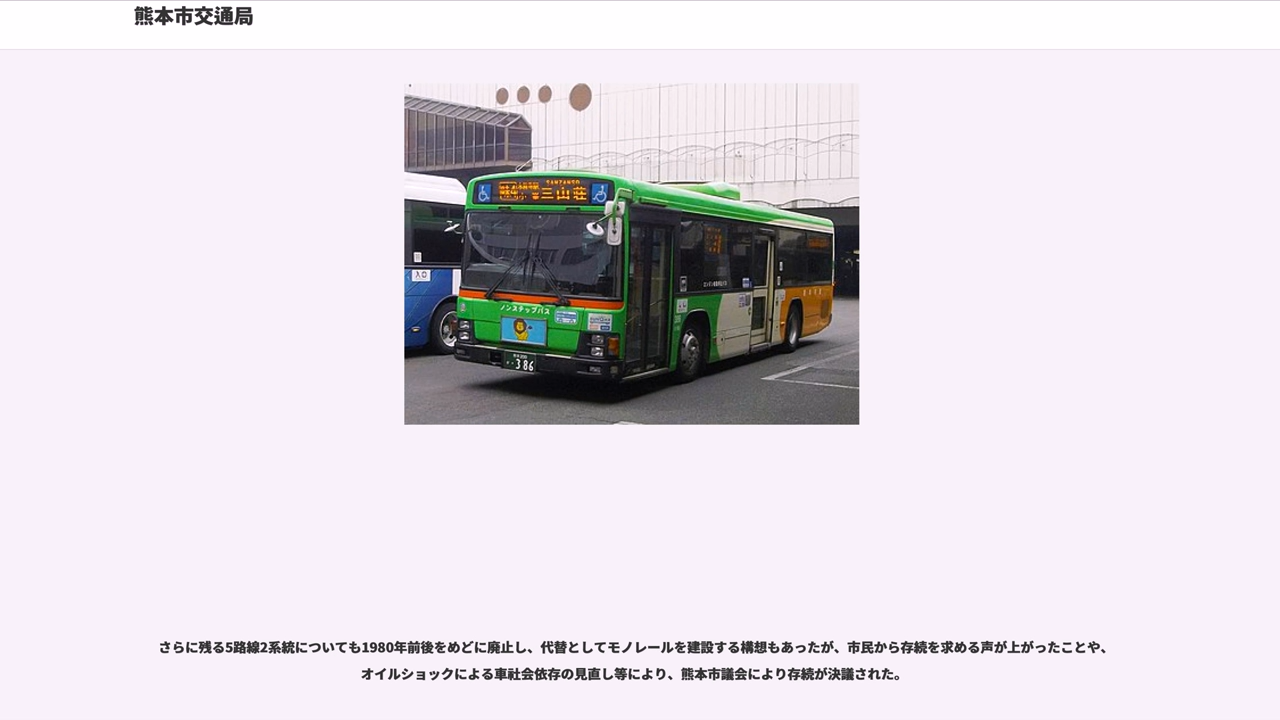 熊本市交通局
三山荘
入口
ノンステップバス
386
さらに残る5路線2系統についても1980年前後をめどに廃止し、代替としてモノレールを建設する構想もあったが、市民から存続を求める声が上がったことや、
オイルショックによる車社会依存の見直し等により、熊本市議会により存続が決議された。